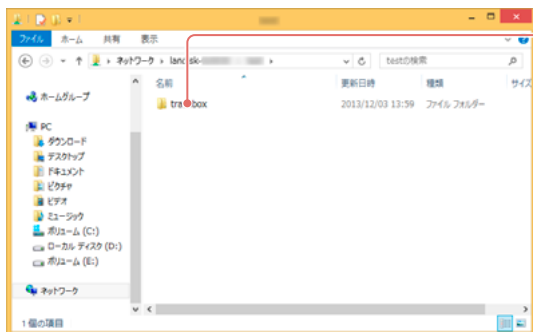 ファイル ホーム 共有 表示
ネットワーク › landisk- testの検索
名前 更新日時 種類 サイズ
trashbox 2013/12/03 13:59 ファイル フォルダー
ホームグループ
PC
ダウンロード
デスクトップ
ドキュメント
ピクチャ
ビデオ
ミュージック
ボリューム (C:)
ローカル ディスク (D:)
ボリューム (E:)
ネットワーク
1 個の項目